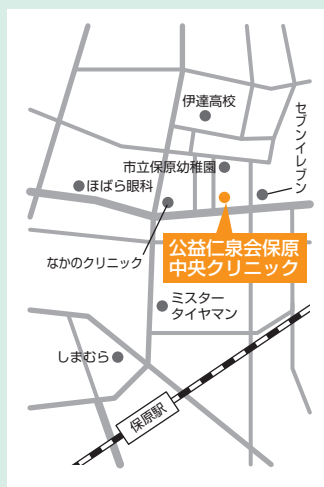 伊達高校
セブンイレブン
市立保原幼稚園
ほばら眼科
なかのクリニック
公益仁泉会保原
中央クリニック
ミスター
タイヤマン
しまむら
保原駅